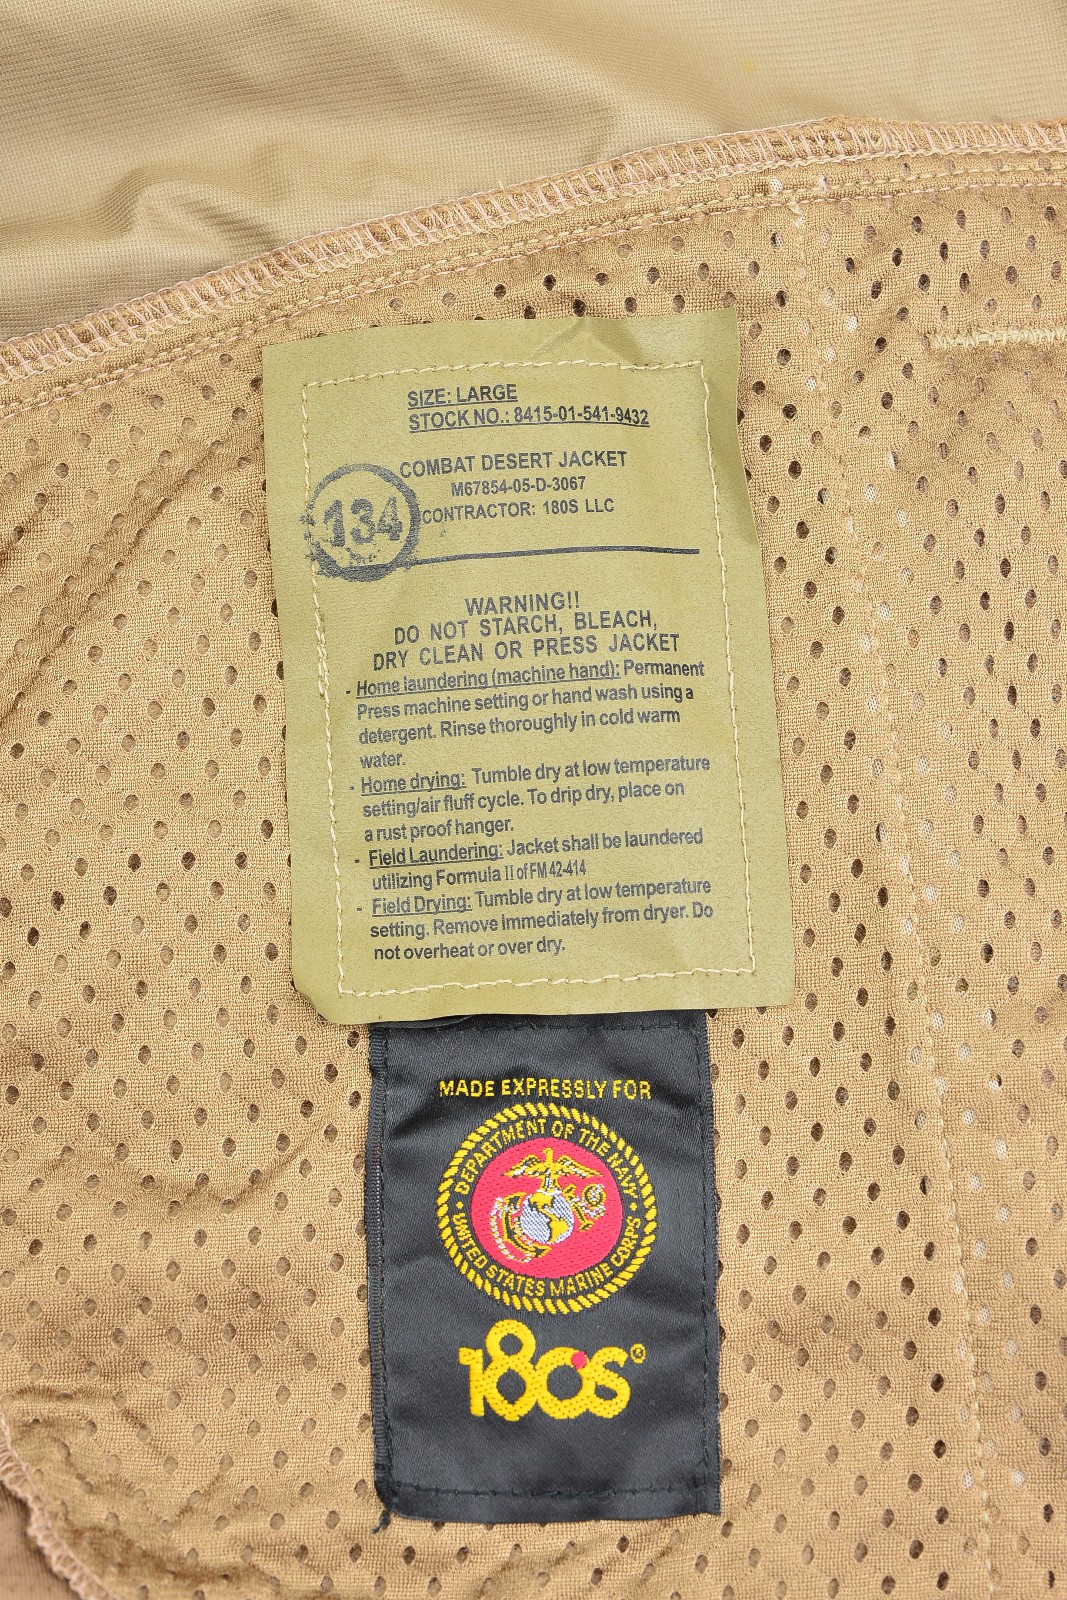 SIZE: LARGE
STOCK NO.: 8415-01-541-9432
COMBAT DESERT JACKET
M67854-05-D-3067
CONTRACTOR: 180S LLC
134
WARNING!!
DO NOT STARCH, BLEACH,
DRY CLEAN OR PRESS JACKET
- Home laundering (machine hand): Permanent
Press machine setting or hand wash using a
detergent. Rinse thoroughly in cold warm
water.
- Home drying: Tumble dry at low temperature
setting/air fluff cycle. To drip dry, place on
a rust proof hanger.
- Field Laundering: Jacket shall be laundered
utilizing Formula II of FM 42-414
- Field Drying: Tumble dry at low temperature
setting. Remove Immediately from dryer. Do
not overheat or over dry.
MADE EXPRESSLY FOR
DEPARTMENT OF THE NAVY
UNITED STATES MARINE CORPS
180s®